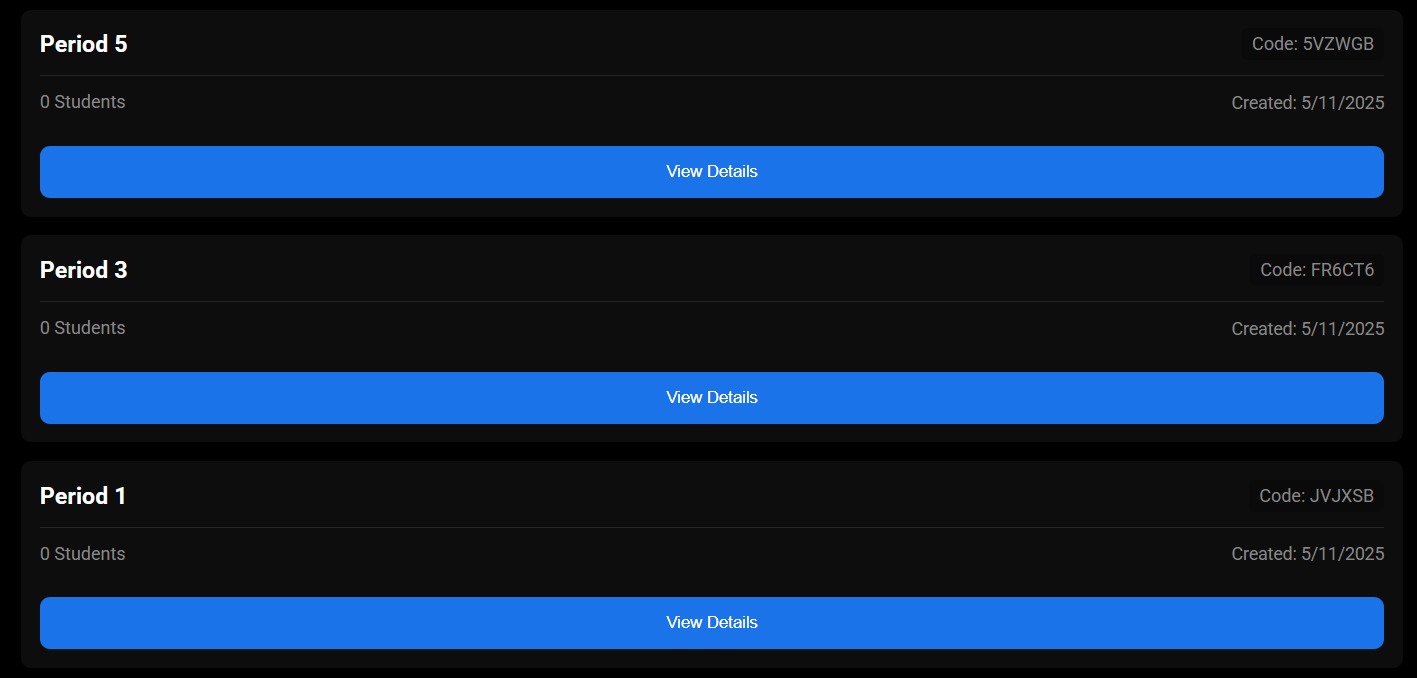 Period 5
Code: 5VZWGB
0 Students
Created: 5/11/2025
View Details
Period 3
Code: FR6CT6
0 Students
Created: 5/11/2025
View Details
Period 1
Code: JVJXSB
0 Students
Created: 5/11/2025
View Details